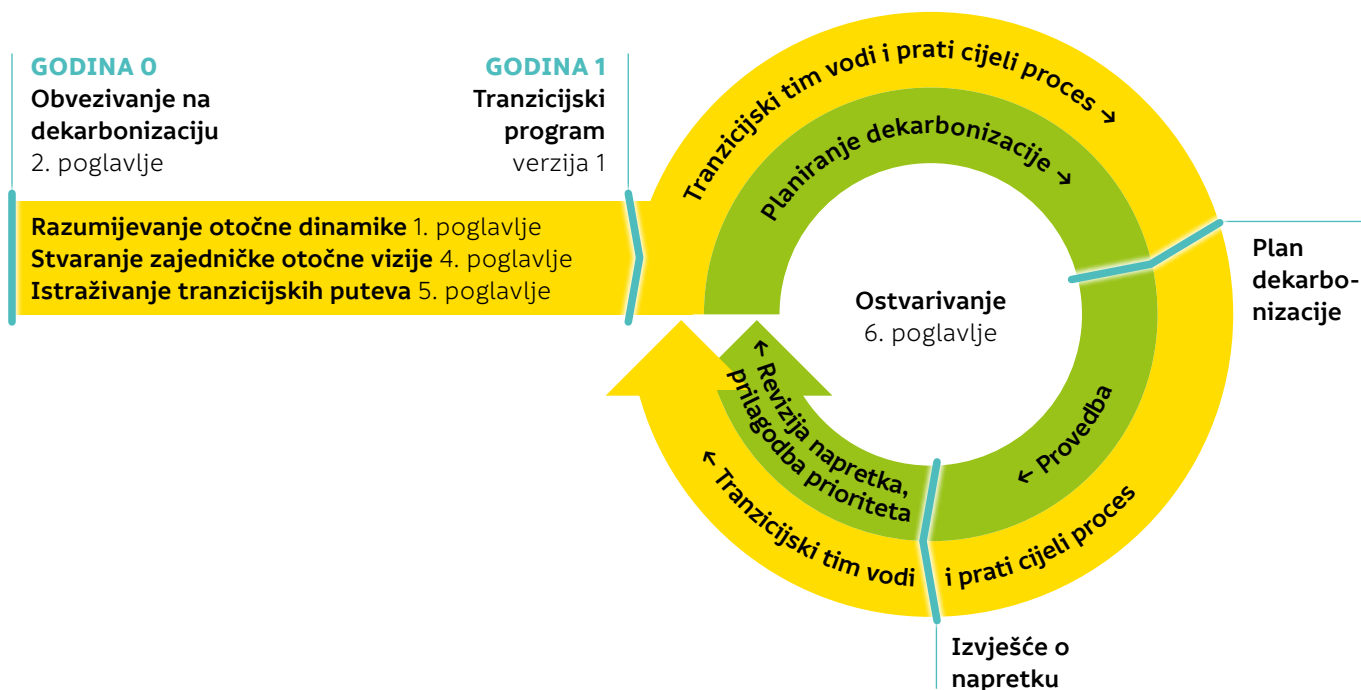 GODINA 0
Obvezivanje na
dekarbonizaciju
2. poglavlje
GODINA 1
Tranzicijski
program
verzija 1
Razumijevanje otočne dinamike 1. poglavlje
Stvaranje zajedničke otočne vizije 4. poglavlje
Istraživanje tranzicijskih puteva 5. poglavlje
Tranzicijski tim vodi i prati cijeli proces →
Planiranje dekarbonizacije →
Plan
dekarbo-
nizacije
Ostvarivanje
6. poglavlje
← Provedba
← Revizija napretka,
prilagodba prioriteta
← Tranzicijski tim vodi i prati cijeli proces
Izvješće o
napretku